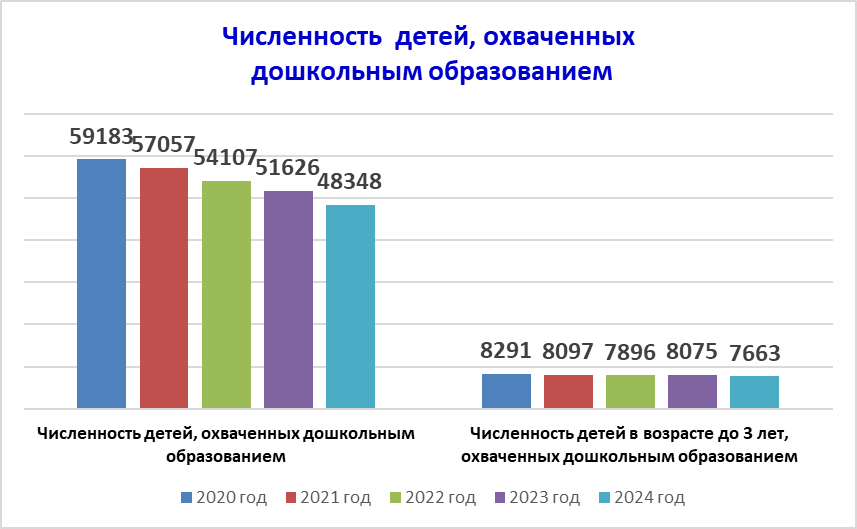 Численность детей, охваченных
дошкольным образованием
59183
57057
54107
51626
48348
8291
8097
7896
8075
7663
Численность детей, охваченных дошкольным
образованием
Численность детей в возрасте до 3 лет,
охваченных дошкольным образованием
2020 год
2021 год
2022 год
2023 год
2024 год